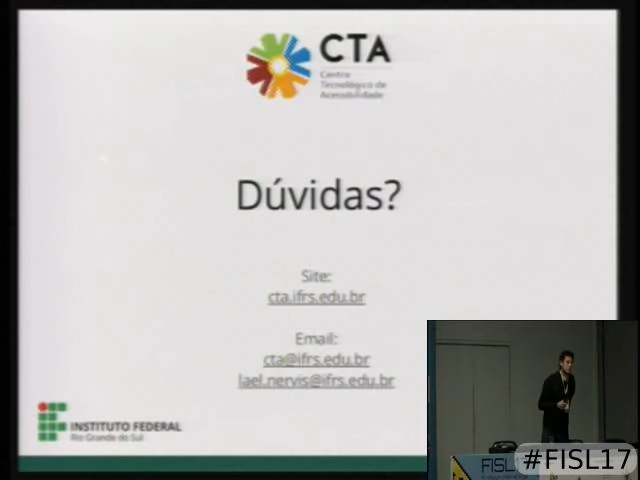 CTA
Centro
Tecnológico de
Acessibilidade
Dúvidas?
Site:
cta.ifrs.edu.br
Email:
cta@ifrs.edu.br
lael.nervis@ifrs.edu.br
INSTITUTO FEDERAL
Rio Grande do Sul
FISL
#FISL17